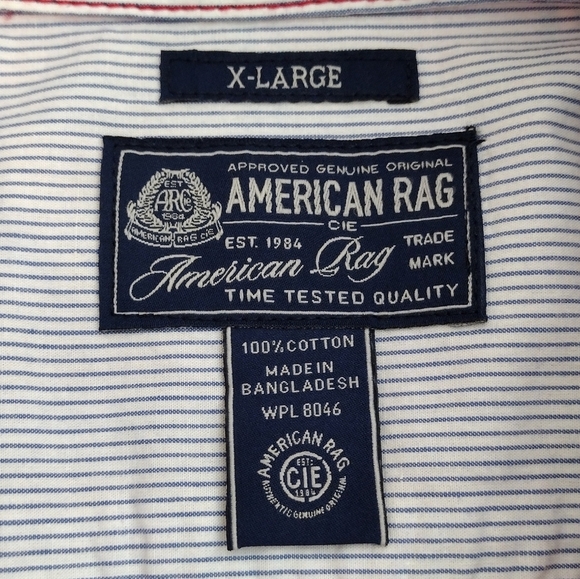 X-LARGE
APPROVED GENUINE ORIGINAL
EST
ARCie
1984
AMERICAN RAG CIE
AMERICAN RAG
CIE
EST. 1984
TRADE
MARK
American Rag
TIME TESTED QUALITY
100% COTTON
MADE IN
BANGLADESH
WPL 8046
AMERICAN RAG
EST:
CIE
1984
AUTHENTIC GENUINE ORIGINAL